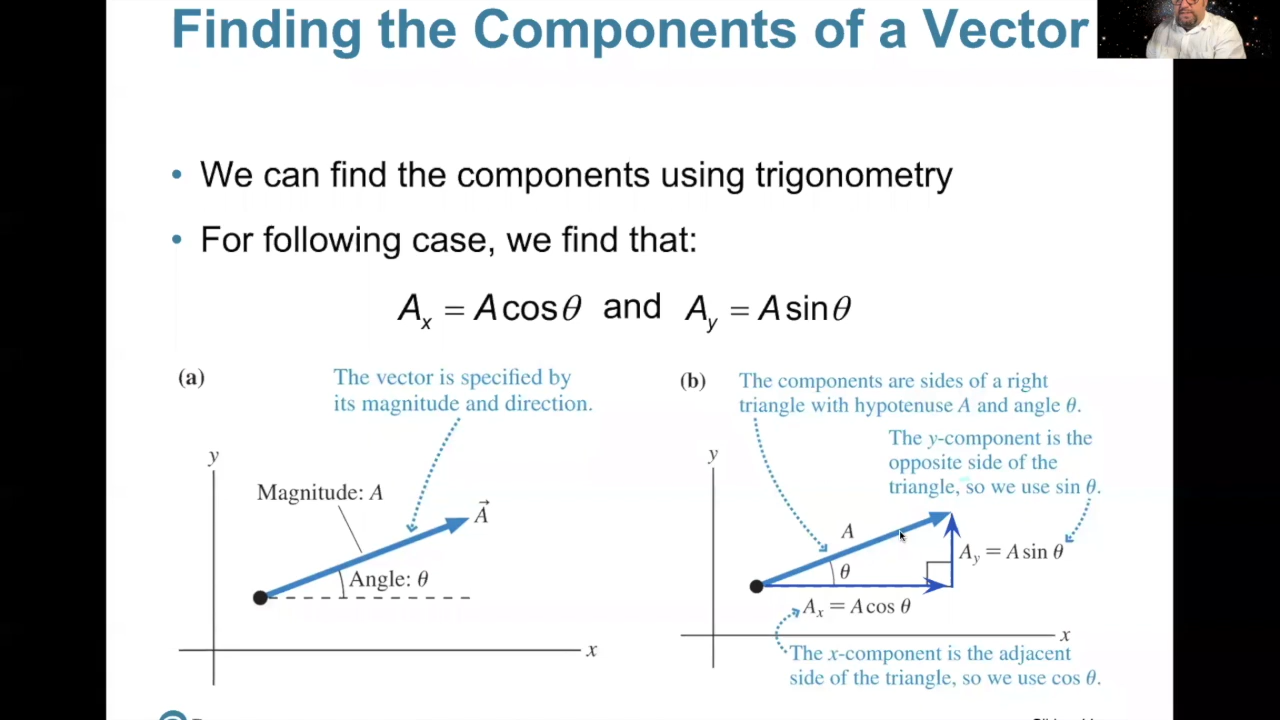 Finding the Components of a Vector
• We can find the components using trigonometry
• For following case, we find that:
Aₓ = A cos θ and A_y = A sin θ
(a)
The vector is specified by
its magnitude and direction.
y
Magnitude: A
A⃗
Angle: θ
x
(b)
The components are sides of a right
triangle with hypotenuse A and angle θ.
The y-component is the
opposite side of the
triangle, so we use sin θ.
y
A
θ
A_y = A sin θ
Aₓ = A cos θ
x
The x-component is the adjacent
side of the triangle, so we use cos θ.